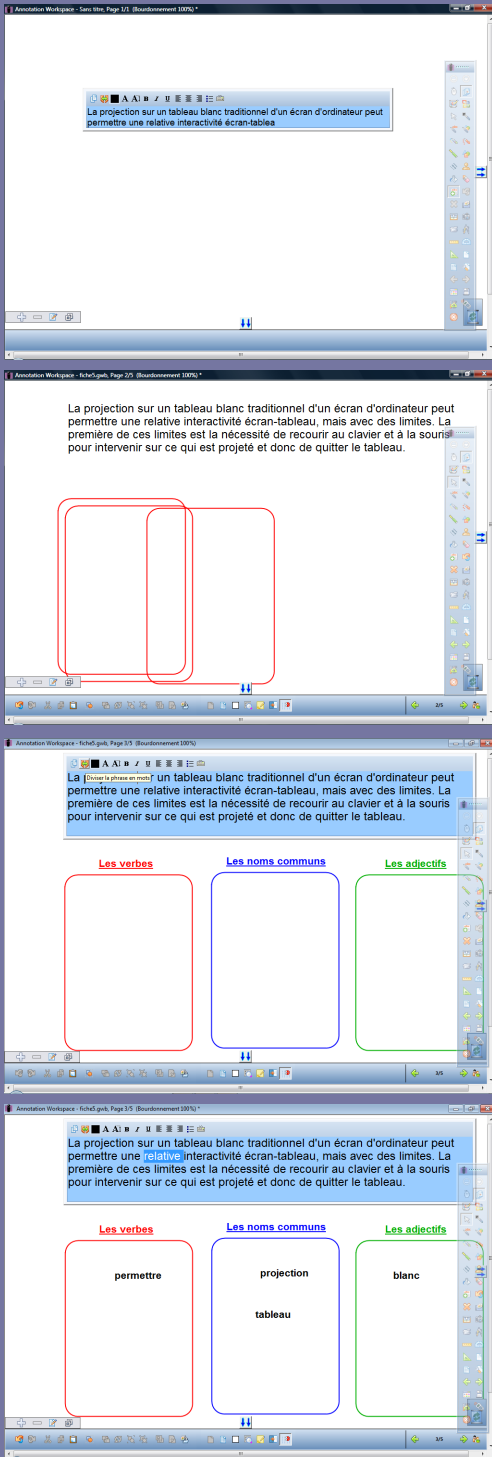 Annotation Workspace - Sans titre, Page 1/1 (Bourdonnement 100%) *
La projection sur un tableau blanc traditionnel d'un écran d'ordinateur peut
permettre une relative interactivité écran-tablea
Annotation Workspace - fiche5.gwb, Page 2/5 (Bourdonnement 100%) *
La projection sur un tableau blanc traditionnel d'un écran d'ordinateur peut
permettre une relative interactivité écran-tableau, mais avec des limites. La
première de ces limites est la nécessité de recourir au clavier et à la souris
pour intervenir sur ce qui est projeté et donc de quitter le tableau.
2/5
Annotation Workspace - fiche5.gwb, Page 3/5 (Bourdonnement 100%)
Diviser la phrase en mots
La un tableau blanc traditionnel d'un écran d'ordinateur peut
permettre une relative interactivité écran-tableau, mais avec des limites. La
première de ces limites est la nécessité de recourir au clavier et à la souris
pour intervenir sur ce qui est projeté et donc de quitter le tableau.
Les verbes Les noms communs Les adjectifs
3/5
Annotation Workspace - fiche5.gwb, Page 3/5 (Bourdonnement 100%) *
La projection sur un tableau blanc traditionnel d'un écran d'ordinateur peut
permettre une relative interactivité écran-tableau, mais avec des limites. La
première de ces limites est la nécessité de recourir au clavier et à la souris
pour intervenir sur ce qui est projeté et donc de quitter le tableau.
Les verbes Les noms communs Les adjectifs
permettre projection blanc
tableau
3/5